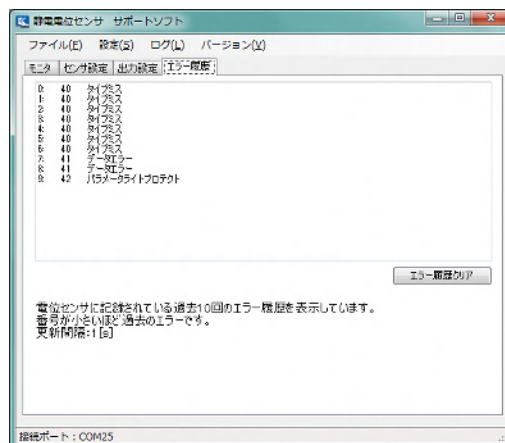 静電電位センサ サポートソフト
ファイル(F) 設定(S) ログ(L) バージョン(V)
モニタ センサ設定 出力設定 エラー履歴
0: 40 タイプミス
1: 40 タイプミス
2: 40 タイプミス
3: 40 タイプミス
4: 40 タイプミス
5: 40 タイプミス
6: 40 タイプミス
7: 41 データエラー
8: 41 データエラー
9: 42 パラメータライトプロテクト
エラー履歴クリア
電位センサに記録されている過去10回のエラー履歴を表示しています。
番号が小さいほど過去のエラーです。
更新間隔:1[s]
接続ポート:COM25